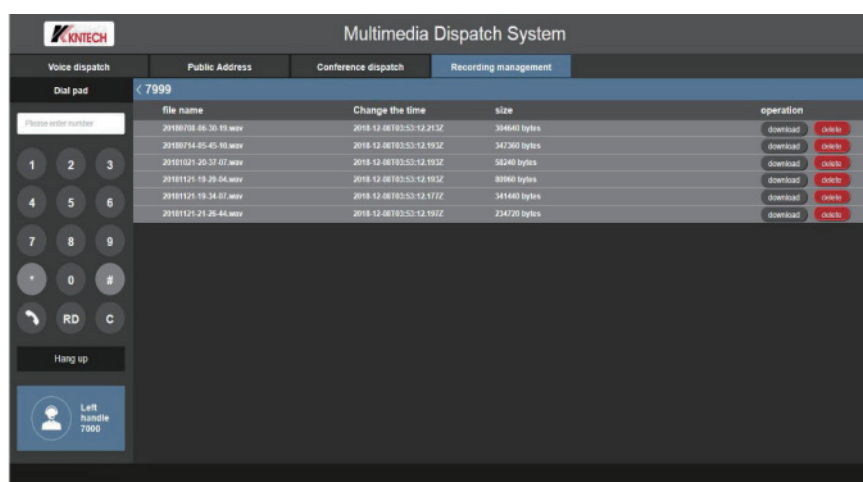 KNTECH
Multimedia Dispatch System
Voice dispatch Public Address Conference dispatch Recording management
Dial pad
< 7999
file name Change the time size operation
Please enter number
20180708-06-30-19.wav 2018-12-08T03:53:12.213Z 304640 bytes download delete
20180714-05-45-10.wav 2018-12-08T03:53:12.193Z 347360 bytes download delete
20181021-20-37-07.wav 2018-12-08T03:53:12.193Z 58240 bytes download delete
20181121-19-29-04.wav 2018-12-08T03:53:12.193Z 80960 bytes download delete
20181121-19-34-07.wav 2018-12-08T03:53:12.177Z 341440 bytes download delete
20181121-21-26-44.wav 2018-12-08T03:53:12.197Z 234720 bytes download delete
1 2 3
4 5 6
7 8 9
* 0 #
RD C
Hang up
Left
handle
7000